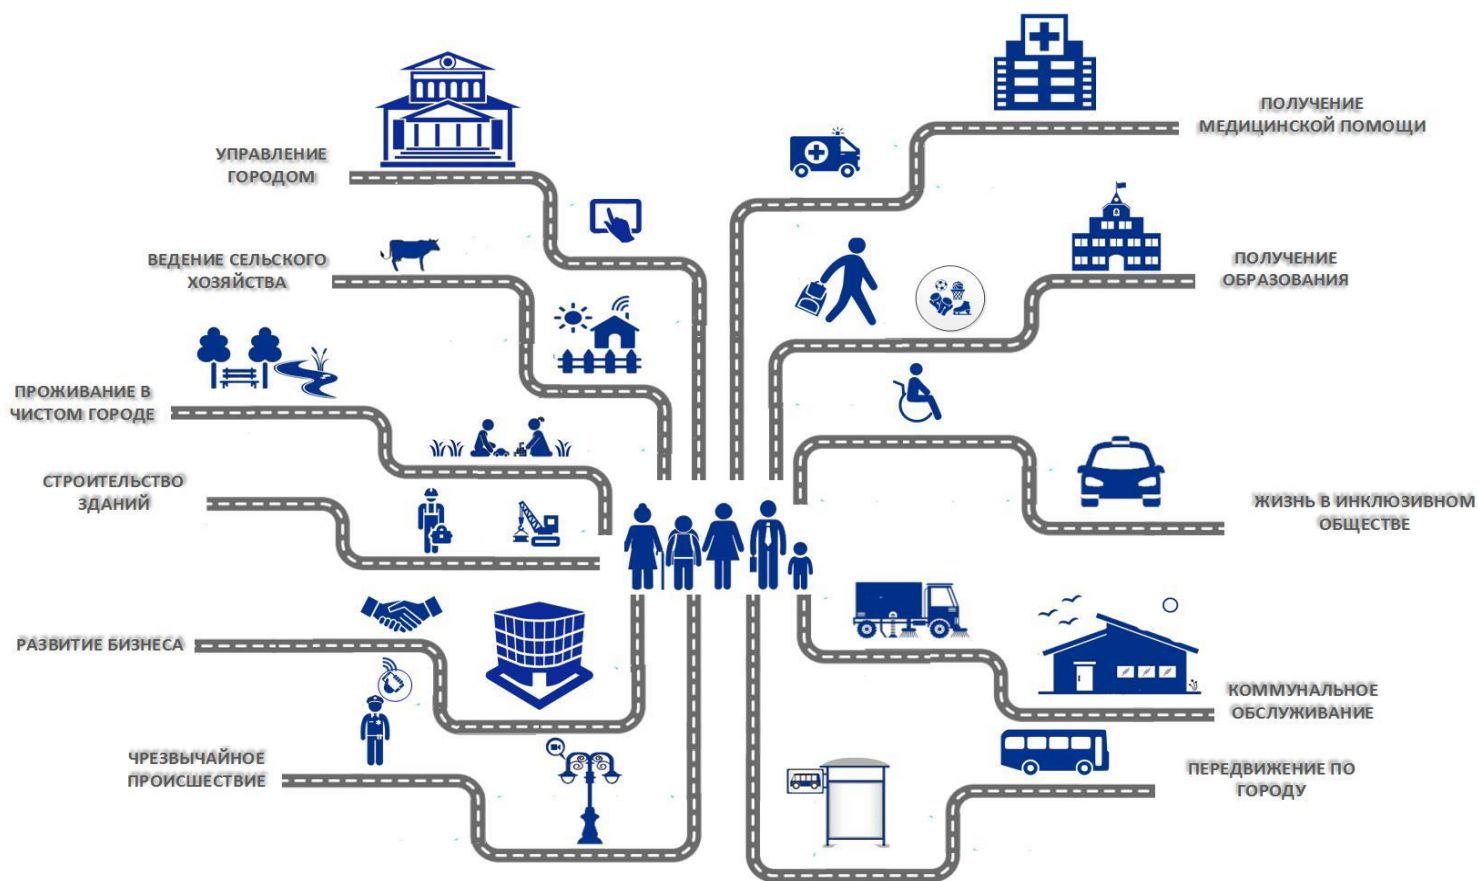 УПРАВЛЕНИЕ
ГОРОДОМ
ВЕДЕНИЕ СЕЛЬСКОГО
ХОЗЯЙСТВА
ПРОЖИВАНИЕ В
ЧИСТОМ ГОРОДЕ
СТРОИТЕЛЬСТВО
ЗДАНИЙ
РАЗВИТИЕ БИЗНЕСА
ЧРЕЗВЫЧАЙНОЕ
ПРОИСШЕСТВИЕ
ПОЛУЧЕНИЕ
МЕДИЦИНСКОЙ ПОМОЩИ
ПОЛУЧЕНИЕ
ОБРАЗОВАНИЯ
ЖИЗНЬ В ИНКЛЮЗИВНОМ
ОБЩЕСТВЕ
КОММУНАЛЬНОЕ
ОБСЛУЖИВАНИЕ
ПЕРЕДВИЖЕНИЕ ПО
ГОРОДУ